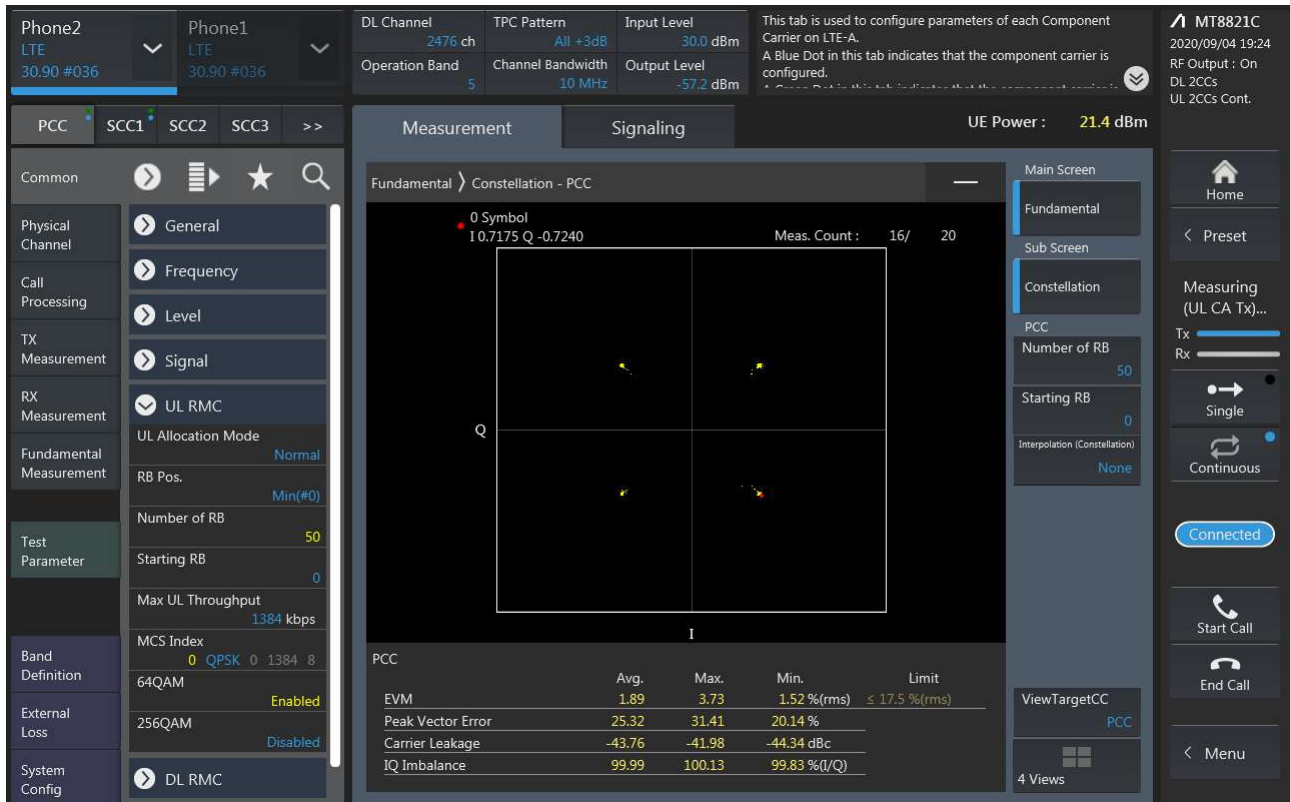 Phone2
LTE
30.90 #036
Phone1
LTE
30.90 #036
DL Channel
2476 ch
Operation Band
5
TPC Pattern
All +3dB
Channel Bandwidth
10 MHz
Input Level
30.0 dBm
Output Level
-57.2 dBm
This tab is used to configure parameters of each Component
Carrier on LTE-A.
A Blue Dot in this tab indicates that the component carrier is
configured.
MT8821C
2020/09/04 19:24
RF Output : On
DL 2CCs
UL 2CCs Cont.
PCC SCC1 SCC2 SCC3 >>
Measurement
Signaling
UE Power : 21.4 dBm
Common
Physical
Channel
Call
Processing
TX
Measurement
RX
Measurement
Fundamental
Measurement
Test
Parameter
Band
Definition
External
Loss
System
Config
General
Frequency
Level
Signal
UL RMC
UL Allocation Mode
Normal
RB Pos.
Min(#0)
Number of RB
50
Starting RB
0
Max UL Throughput
1384 kbps
MCS Index
0 QPSK 0 1384 8
64QAM
Enabled
256QAM
Disabled
DL RMC
Fundamental 〉 Constellation - PCC
0 Symbol
I 0.7175 Q -0.7240
Meas. Count : 16/ 20
Q
I
PCC
Avg. Max. Min. Limit
EVM 1.89 3.73 1.52 %(rms) ≤ 17.5 %(rms)
Peak Vector Error 25.32 31.41 20.14 %
Carrier Leakage -43.76 -41.98 -44.34 dBc
IQ Imbalance 99.99 100.13 99.83 %(I/Q)
Main Screen
Fundamental
Sub Screen
Constellation
PCC
Number of RB
50
Starting RB
0
Interpolation (Constellation)
None
ViewTargetCC
PCC
4 Views
Home
< Preset
Measuring
(UL CA Tx)...
Tx
Rx
Single
Continuous
Connected
Start Call
End Call
< Menu